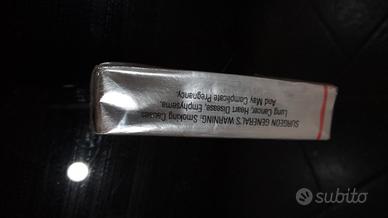 SURGEON GENERAL'S WARNING: Smoking Causes
Lung Cancer, Heart Disease, Emphysema,
And May Complicate Pregnancy.
subito